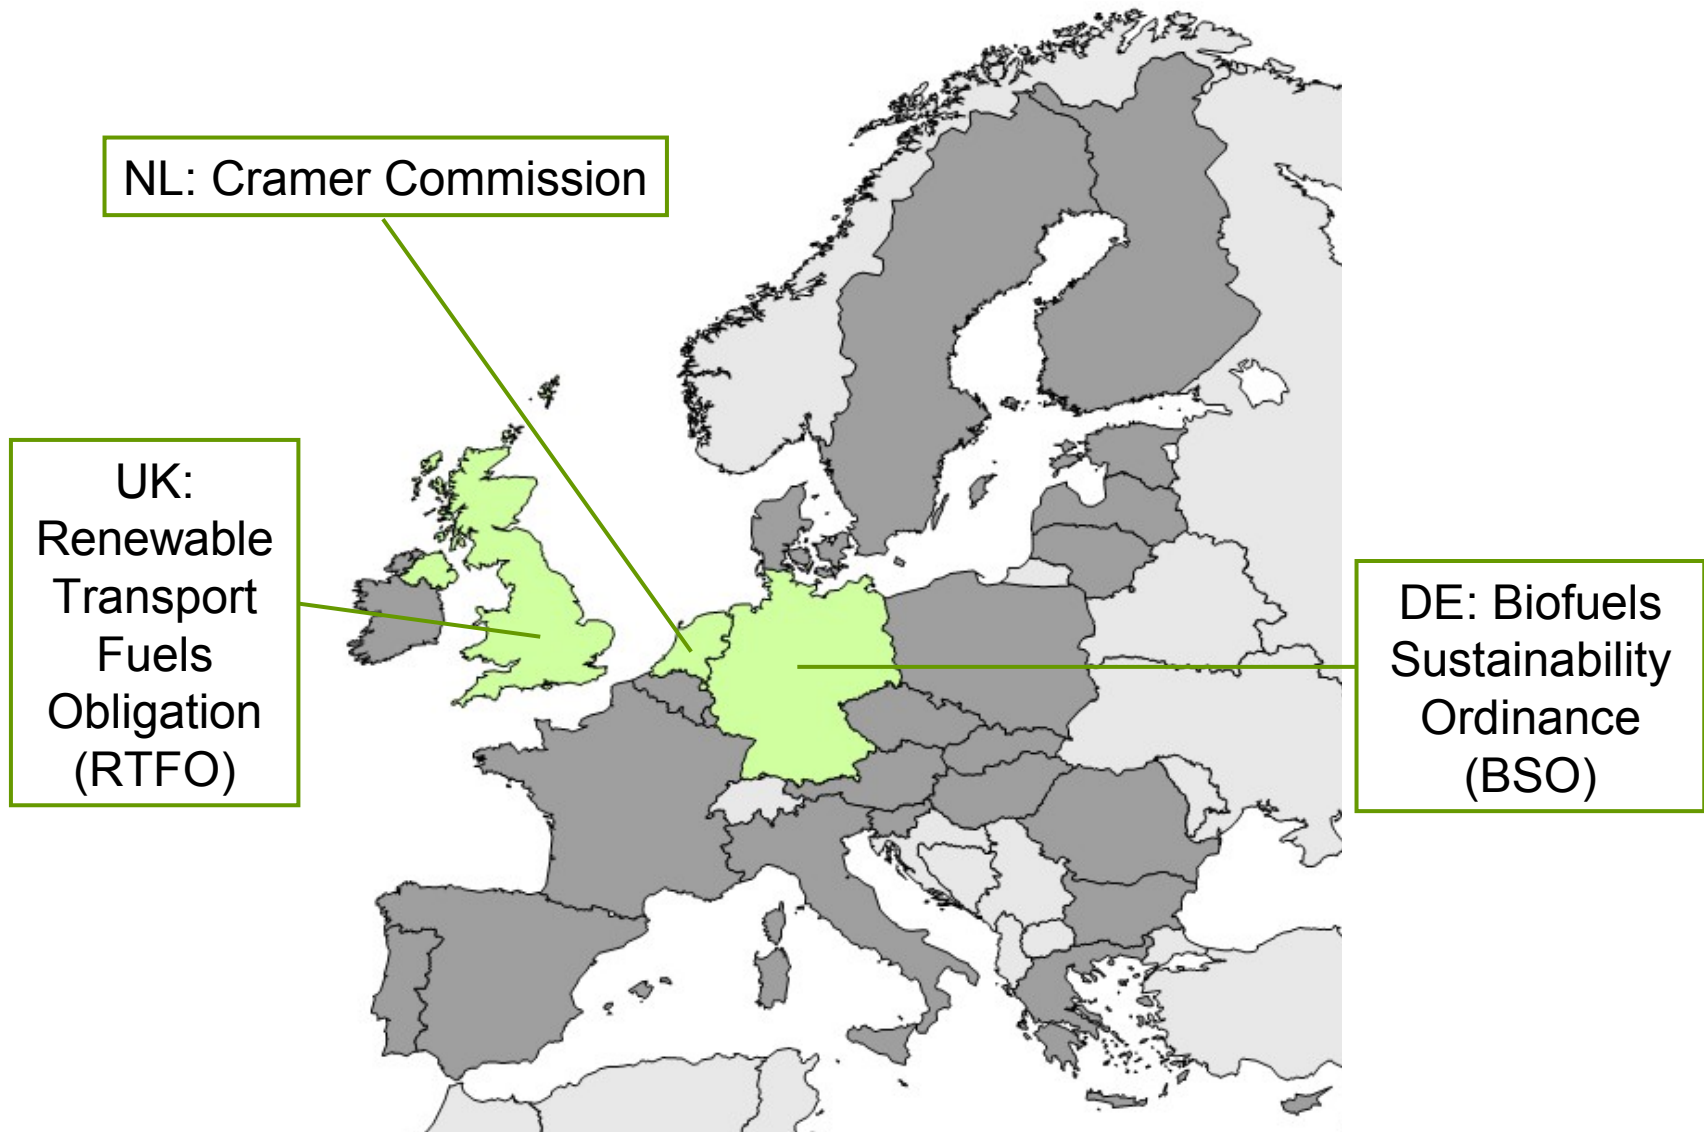 NL: Cramer Commission
UK:
Renewable
Transport
Fuels
Obligation
(RTFO)
DE: Biofuels
Sustainability
Ordinance
(BSO)